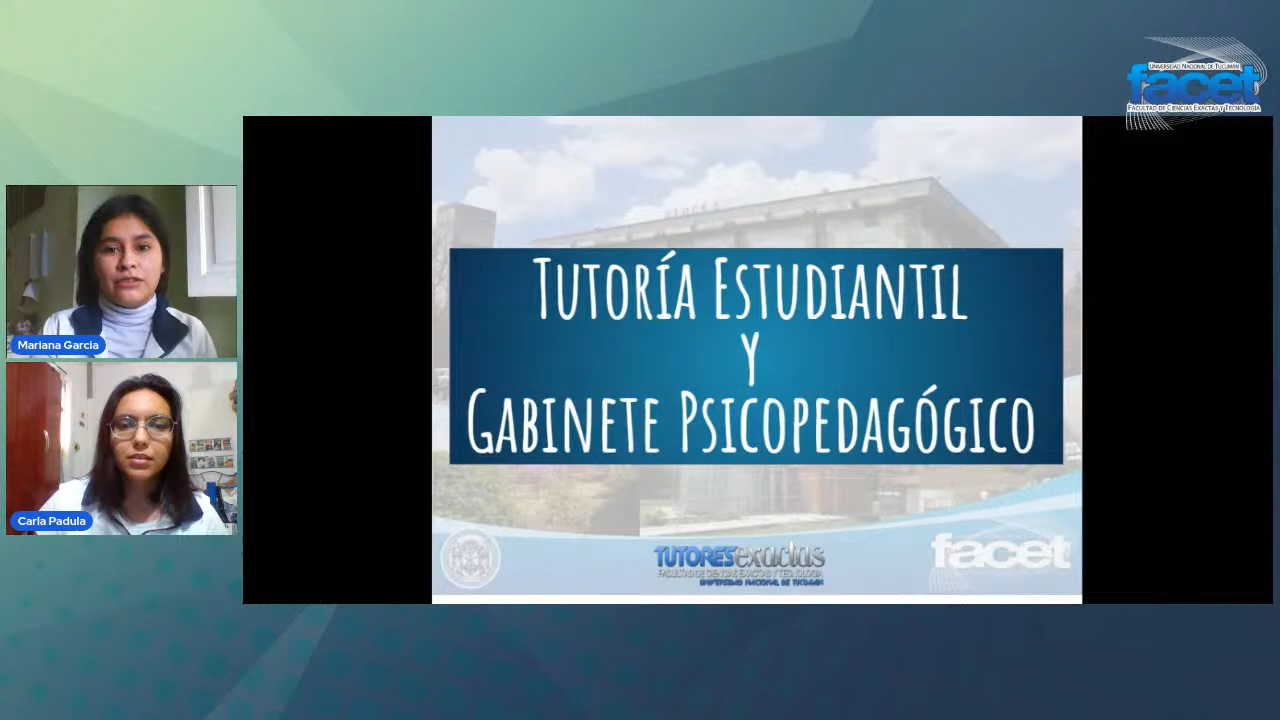 UNIVERSIDAD NACIONAL DE TUCUMÁN
facet
FACULTAD DE CIENCIAS EXACTAS Y TECNOLOGÍA
Mariana Garcia
Carla Padula
TUTORÍA ESTUDIANTIL
Y
GABINETE PSICOPEDAGÓGICO
TUTORESexactas
FACULTAD DE CIENCIAS EXACTAS Y TECNOLOGIA
UNIVERSIDAD NACIONAL DE TUCUMÁN
facet